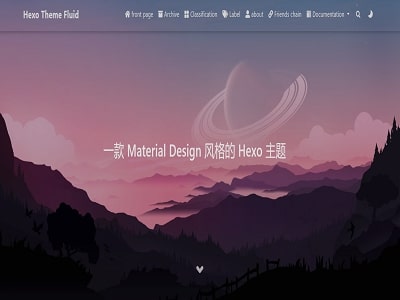 Hexo Theme Fluid
front page Archive Classification Label about Friends chain Documentation
一款 Material Design 风格的 Hexo 主题